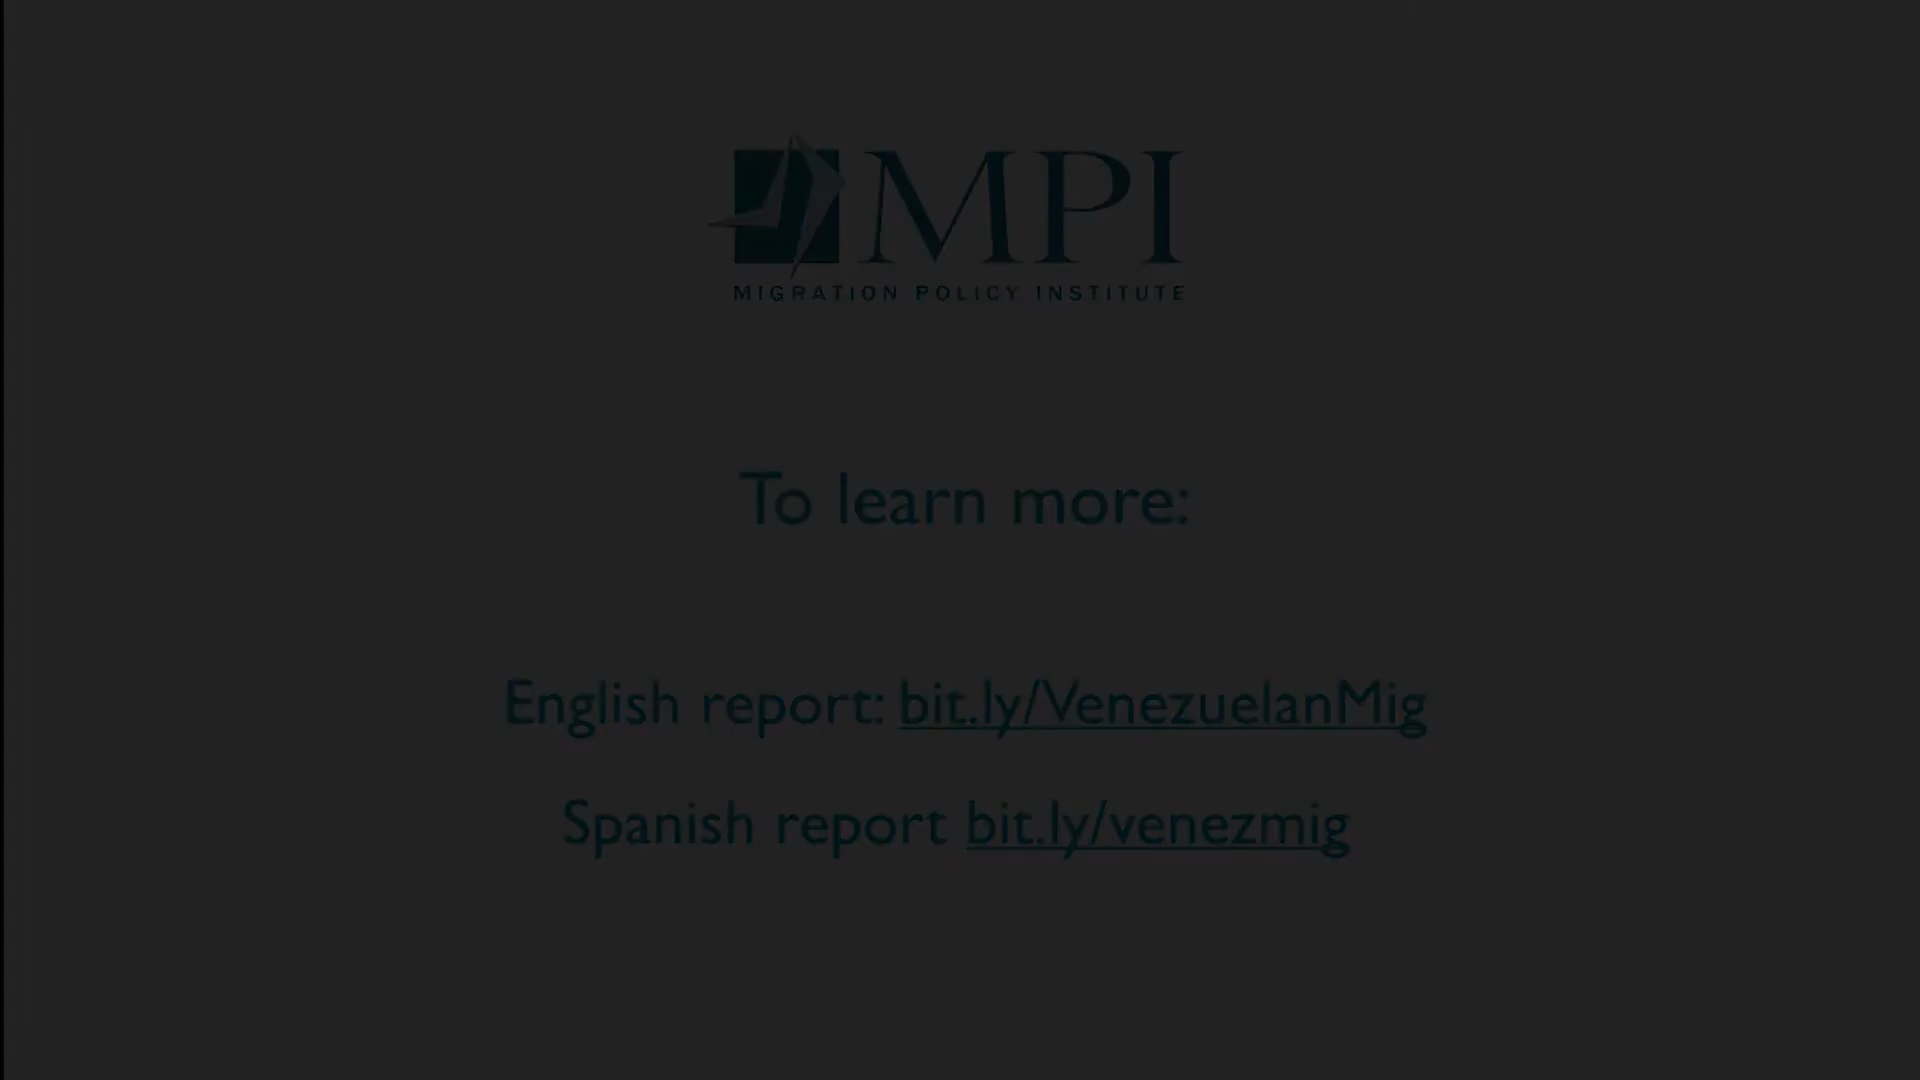 MPI
MIGRATION POLICY INSTITUTE
To learn more:
English report: bit.ly/VenezuelanMig
Spanish report bit.ly/venezmig